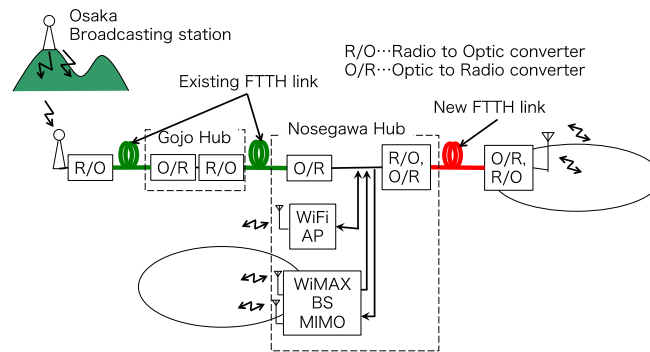 Osaka
Broadcasting station
R/O…Radio to Optic converter
O/R…Optic to Radio converter
Existing FTTH link
New FTTH link
Gojo Hub
Nosegawa Hub
R/O
O/R
R/O
O/R
R/O,
O/R
O/R,
R/O
WiFi
AP
WiMAX
BS
MIMO